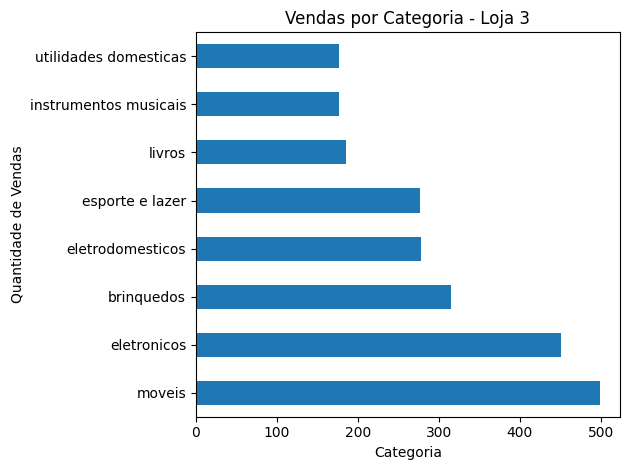 Vendas por Categoria - Loja 3
Quantidade de Vendas
utilidades domesticas
instrumentos musicais
livros
esporte e lazer
eletrodomesticos
brinquedos
eletronicos
moveis
0 100 200 300 400 500
Categoria